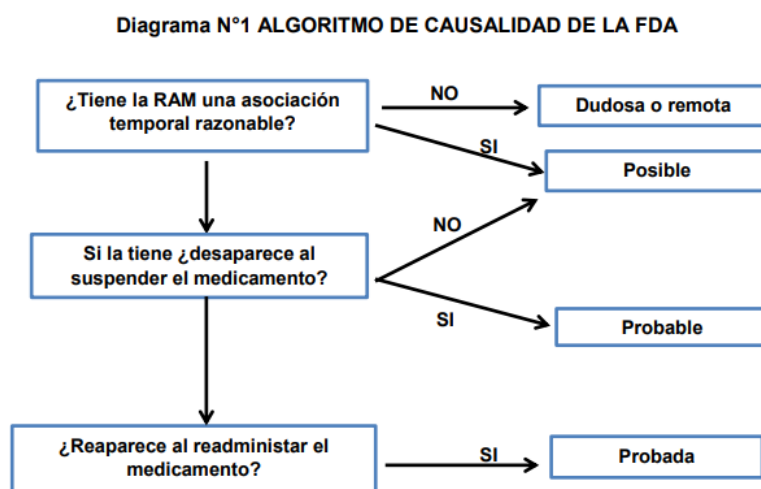 Diagrama N°1 ALGORITMO DE CAUSALIDAD DE LA FDA
¿Tiene la RAM una asociación
temporal razonable?
NO
Dudosa o remota
SI
Posible
NO
Si la tiene ¿desaparece al
suspender el medicamento?
SI
Probable
¿Reaparece al readministar el
medicamento?
SI
Probada